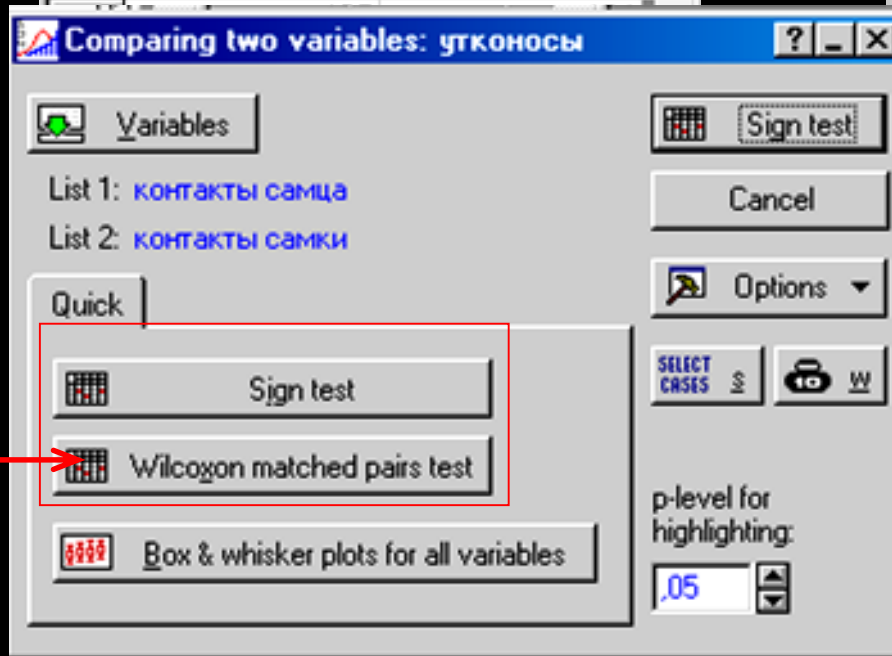 Comparing two variables: утконосы
? _ X
Variables
Sign test
List 1: контакты самца
Cancel
List 2: контакты самки
Options
Quick
SELECT CASES S
W
Sign test
Wilcoxon matched pairs test
p-level for
highlighting:
Box & whisker plots for all variables
,05